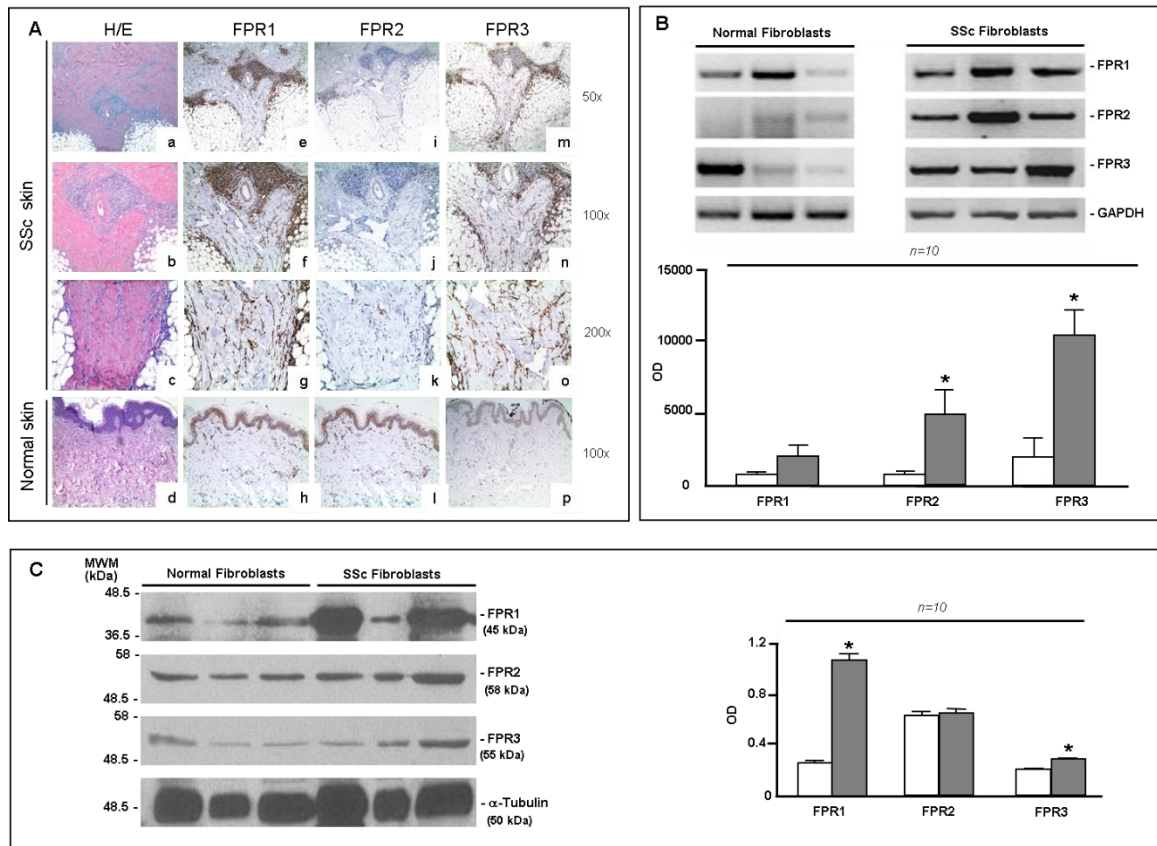 A
H/E FPR1 FPR2 FPR3
SSc skin
a e i m
50x
b f j n
100x
c g k o
200x
Normal skin
d h l p
100x
B
Normal Fibroblasts SSc Fibroblasts
- FPR1
- FPR2
- FPR3
- GAPDH
n=10
15000
10000
5000
0
OD
* *
FPR1 FPR2 FPR3
C
MWM
(kDa)
Normal Fibroblasts SSc Fibroblasts
48.5 -
36.5 -
- FPR1
(45 kDa)
58 -
48.5 -
- FPR2
(58 kDa)
58 -
48.5 -
- FPR3
(55 kDa)
48.5 -
- α-Tubulin
(50 kDa)
n=10
1.2
0.8
0.4
0
OD
* *
FPR1 FPR2 FPR3